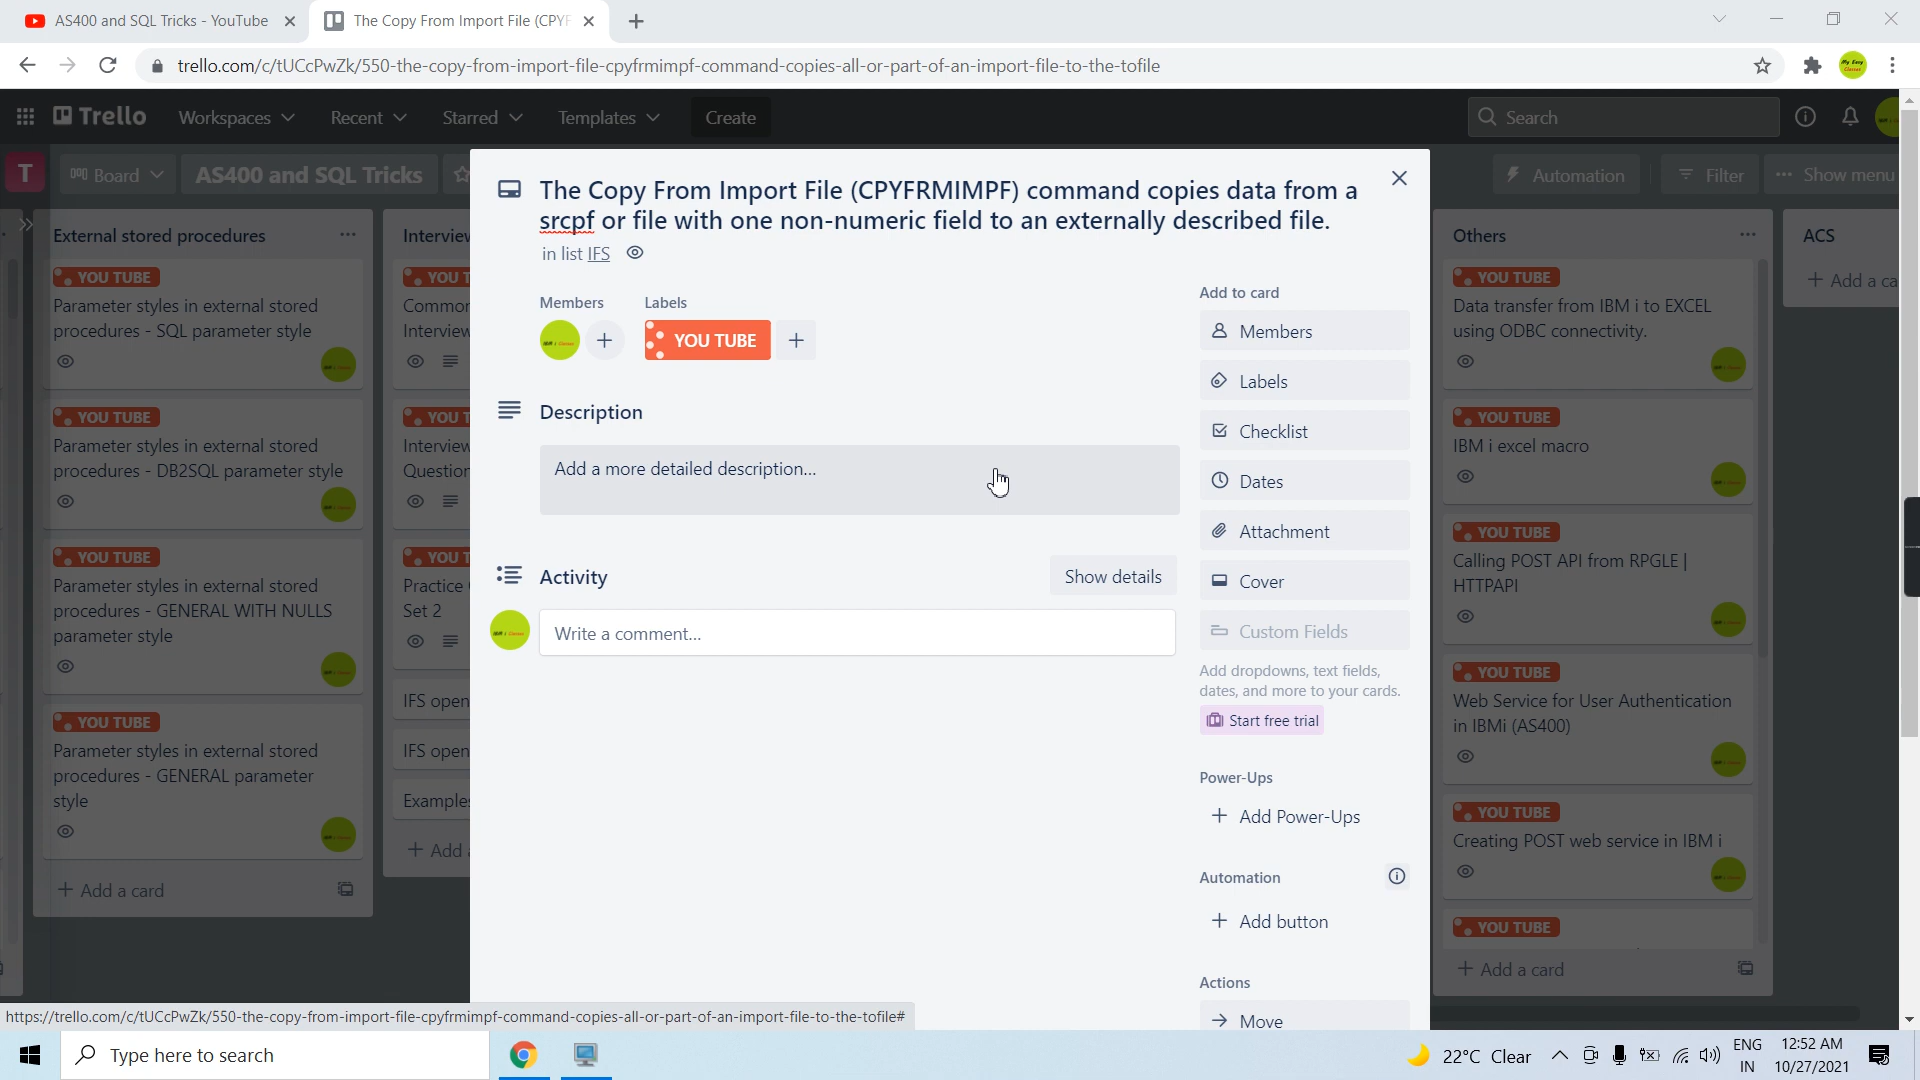 AS400 and SQL Tricks - YouTube
The Copy From Import File (CPYF
trello.com/c/tUCcPwZk/550-the-copy-from-import-file-cpyfrmimpf-command-copies-all-or-part-of-an-import-file-to-the-tofile
Trello
Workspaces
Recent
Starred
Templates
Create
Search
T
Board
AS400 and SQL Tricks
Automation
Filter
Show menu
External stored procedures
YOU TUBE
Parameter styles in external stored
procedures - SQL parameter style
YOU TUBE
Parameter styles in external stored
procedures - DB2SQL parameter style
YOU TUBE
Parameter styles in external stored
procedures - GENERAL WITH NULLS
parameter style
YOU TUBE
Parameter styles in external stored
procedures - GENERAL parameter
style
+ Add a card
Interview
YOU T
Common
Interview
YOU T
Interview
Question
YOU T
Practice
Set 2
IFS open
IFS open
Examples
+ Add a
The Copy From Import File (CPYFRMIMPF) command copies data from a
srcpf or file with one non-numeric field to an externally described file.
in list IFS
Members
Labels
YOU TUBE
Description
Add a more detailed description...
Activity
Show details
Write a comment...
Add to card
Members
Labels
Checklist
Dates
Attachment
Cover
Custom Fields
Add dropdowns, text fields,
dates, and more to your cards.
Start free trial
Power-Ups
+ Add Power-Ups
Automation
+ Add button
Actions
Move
Others
YOU TUBE
Data transfer from IBM i to EXCEL
using ODBC connectivity.
YOU TUBE
IBM i excel macro
YOU TUBE
Calling POST API from RPGLE |
HTTPAPI
YOU TUBE
Web Service for User Authentication
in IBMi (AS400)
YOU TUBE
Creating POST web service in IBM i
YOU TUBE
+ Add a card
ACS
+ Add a ca
https://trello.com/c/tUCcPwZk/550-the-copy-from-import-file-cpyfrmimpf-command-copies-all-or-part-of-an-import-file-to-the-tofile#
Type here to search
22°C Clear
ENG
IN
12:52 AM
10/27/2021